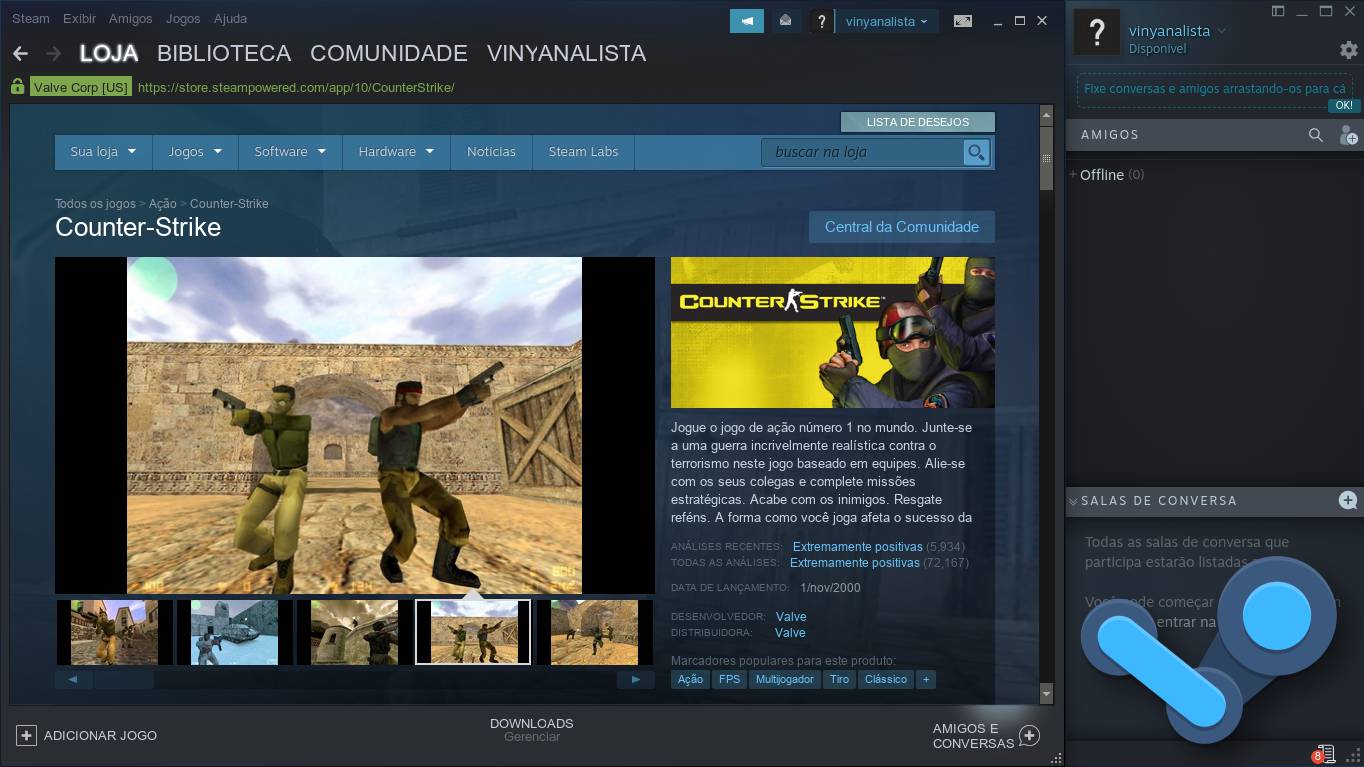 Steam Exibir Amigos Jogos Ajuda
? vinyanalista
LOJA BIBLIOTECA COMUNIDADE VINYANALISTA
Valve Corp [US] https://store.steampowered.com/app/10/CounterStrike/
LISTA DE DESEJOS
Sua loja Jogos Software Hardware Notícias Steam Labs buscar na loja
Todos os jogos > Ação > Counter-Strike
Counter-Strike
Central da Comunidade
COUNTER STRIKE
Jogue o jogo de ação número 1 no mundo. Junte-se
a uma guerra incrivelmente realística contra o
terrorismo neste jogo baseado em equipes. Alie-se
com os seus colegas e complete missões
estratégicas. Acabe com os inimigos. Resgate
reféns. A forma como você joga afeta o sucesso da
ANÁLISES RECENTES: Extremamente positivas (5,934)
TODAS AS ANÁLISES: Extremamente positivas (72,167)
DATA DE LANÇAMENTO: 1/nov/2000
DESENVOLVEDOR: Valve
DISTRIBUIDORA: Valve
Marcadores populares para este produto:
Ação FPS Multijogador Tiro Clássico +
ADICIONAR JOGO
DOWNLOADS
Gerenciar
AMIGOS E
CONVERSAS
? vinyanalista
Disponível
Fixe conversas e amigos arrastando-os para cá
OK!
AMIGOS
+ Offline (0)
SALAS DE CONVERSA
Todas as salas de conversa que
participa estarão listadas
pode começar
entrar na
8